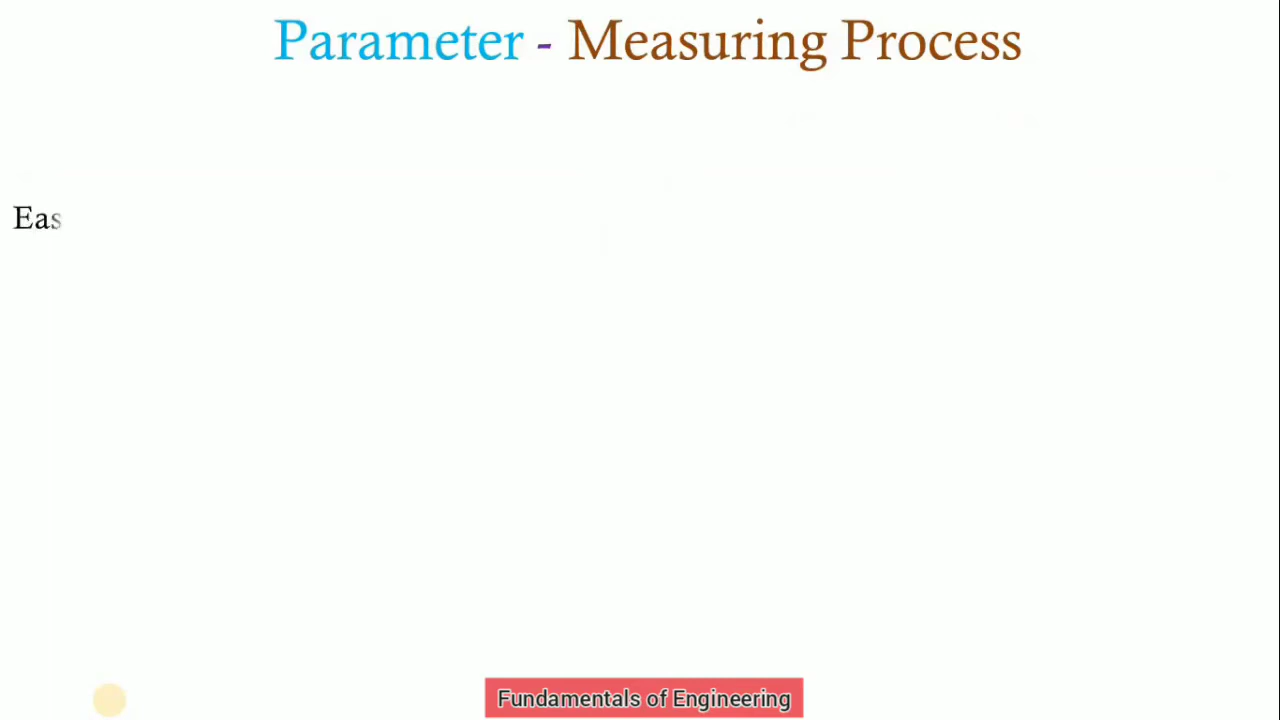 Parameter - Measuring Process
Eas
Fundamentals of Engineering